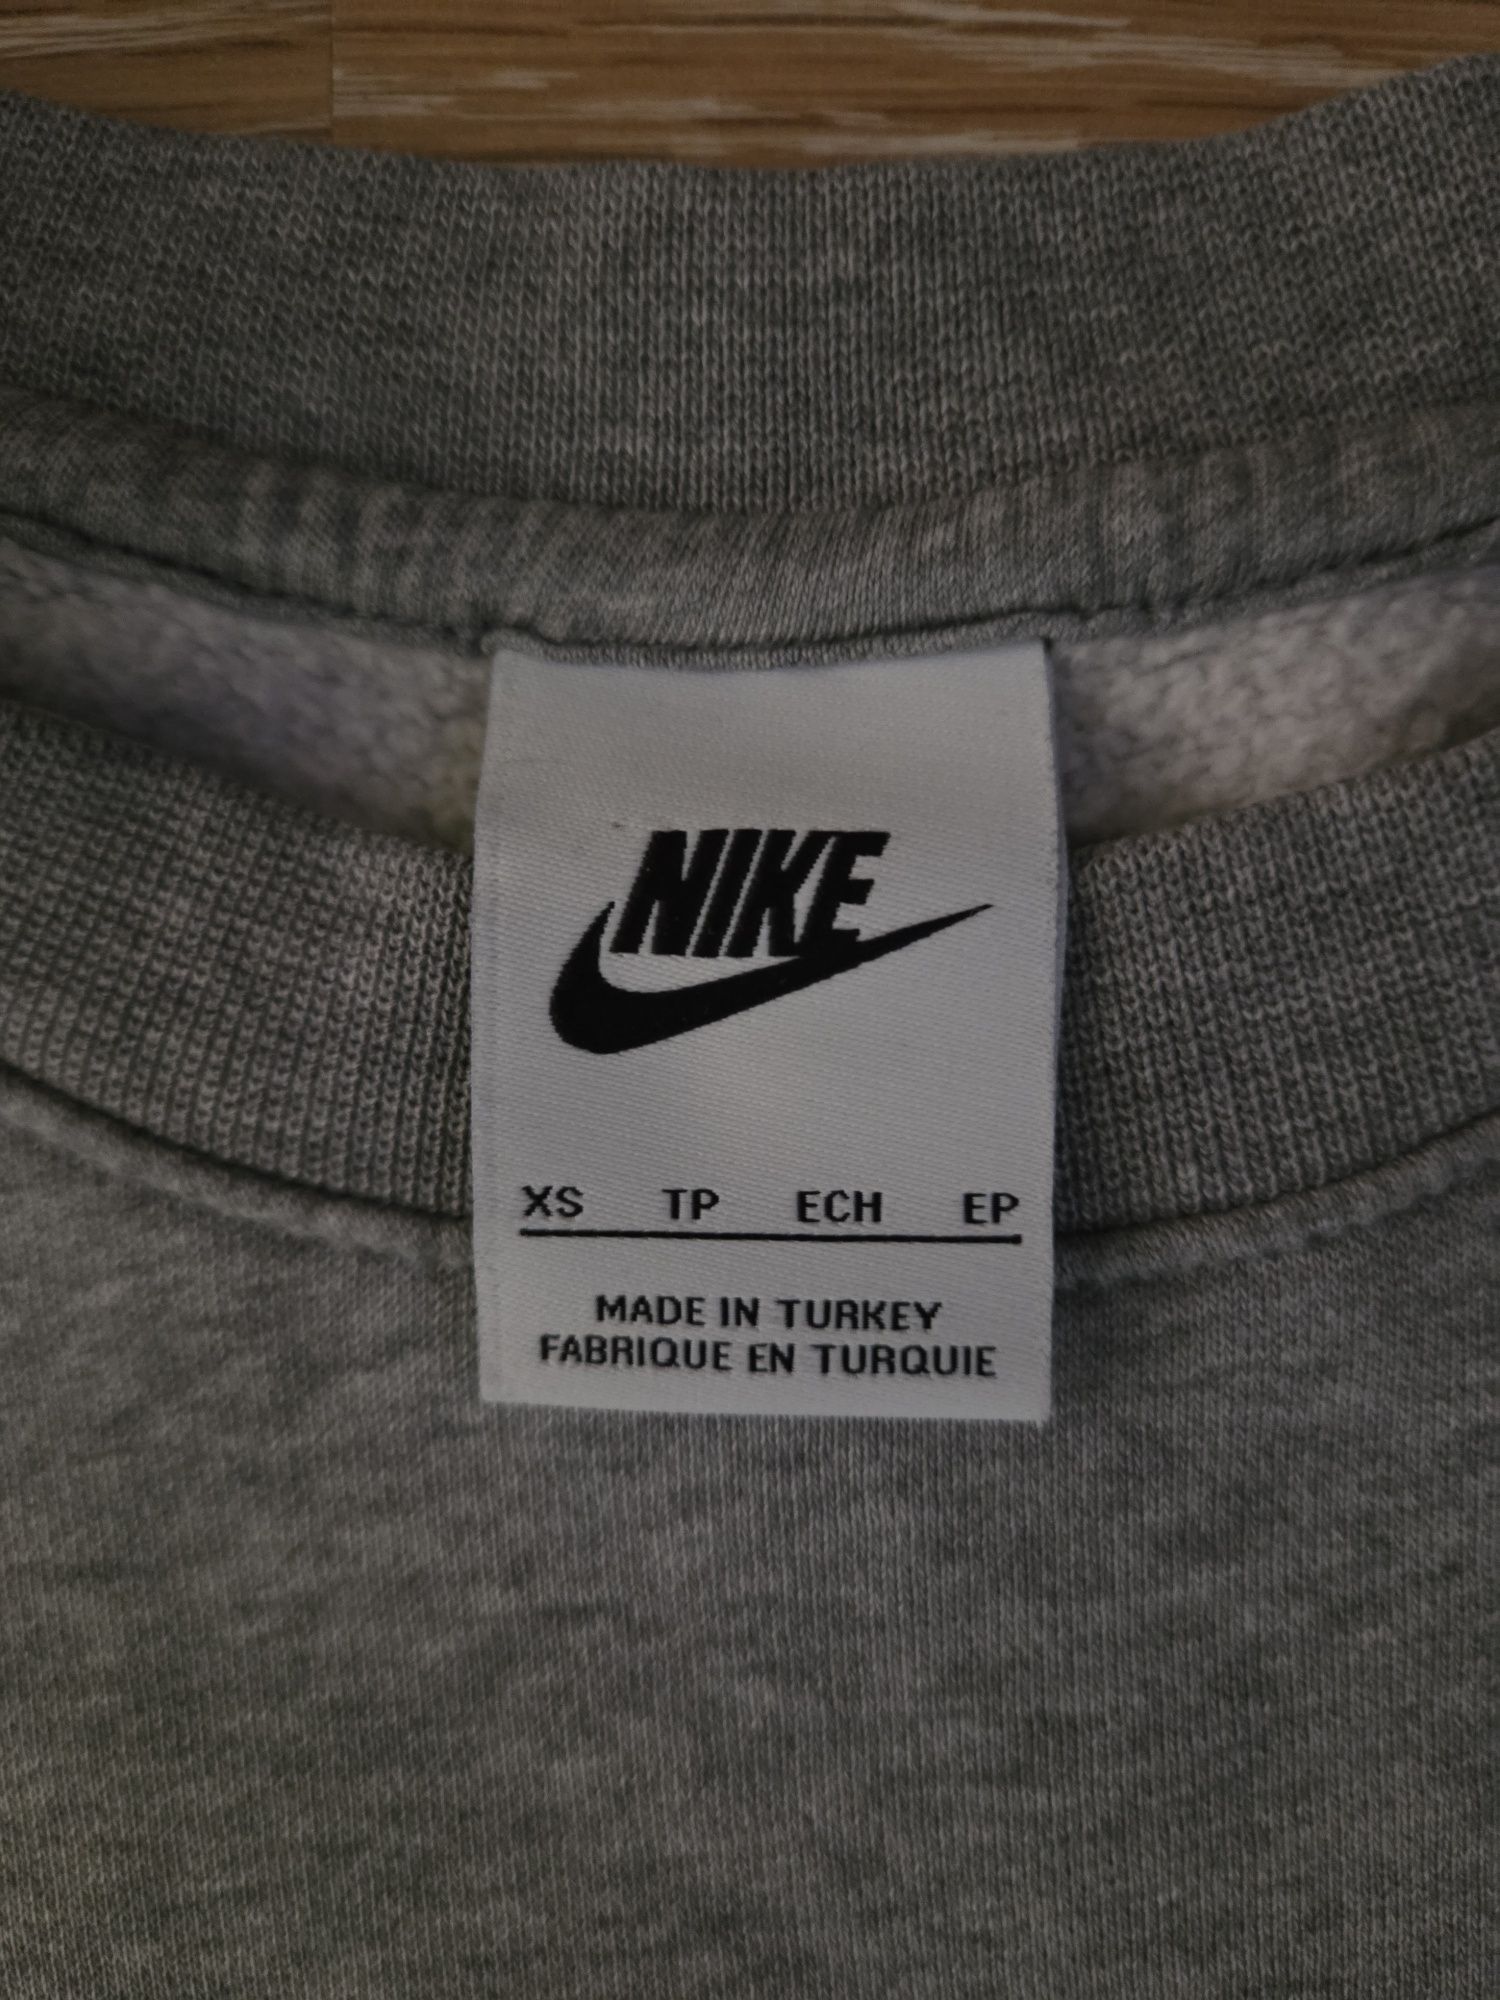 NIKE
XS TP ECH EP
MADE IN TURKEY
FABRIQUE EN TURQUIE